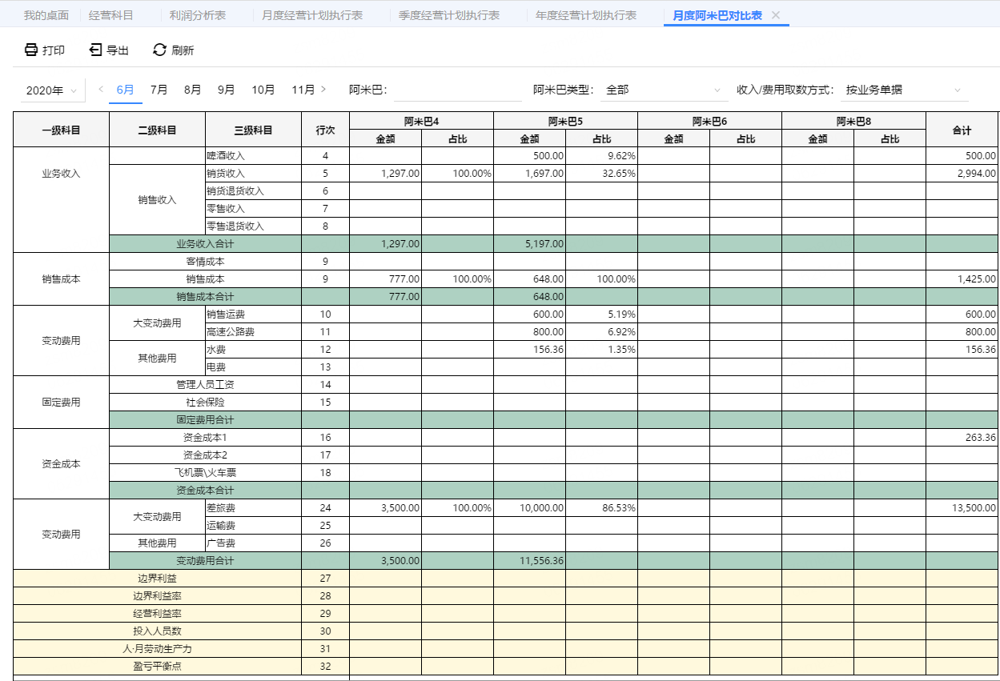 我的桌面 经营科目 利润分析表 月度经营计划执行表 季度经营计划执行表 年度经营计划执行表 月度阿米巴对比表
打印 导出 刷新
2020年 6月 7月 8月 9月 10月 11月 阿米巴: 阿米巴类型: 全部 收入/费用取数方式: 按业务单据
一级科目 二级科目 三级科目 行次 阿米巴4 阿米巴5 阿米巴6 阿米巴8 合计
金额 占比 金额 占比 金额 占比 金额 占比
啤酒收入 4 500.00 9.62% 500.00
业务收入 销货收入 5 1,297.00 100.00% 1,697.00 32.65% 2,994.00
销货退货收入 6
销售收入
零售收入 7
零售退货收入 8
业务收入合计 1,297.00 5,197.00
客情成本 9
销售成本 销售成本 9 777.00 100.00% 648.00 100.00% 1,425.00
销售成本合计 777.00 648.00
销售运费 10 600.00 5.19% 600.00
大变动费用
高速公路费 11 800.00 6.92% 800.00
变动费用
水费 12 156.36 1.35% 156.36
其他费用
电费 13
管理人员工资 14
固定费用 社会保险 15
固定费用合计
资金成本1 16 263.36
资金成本2 17
资金成本
飞机票\火车票 18
资金成本合计
差旅费 24 3,500.00 100.00% 10,000.00 86.53% 13,500.00
大变动费用
运输费 25
变动费用
其他费用 广告费 26
变动费用合计 3,500.00 11,556.36
边界利益 27
边界利益率 28
经营利益率 29
投入人员数 30
人·月劳动生产力 31
盈亏平衡点 32